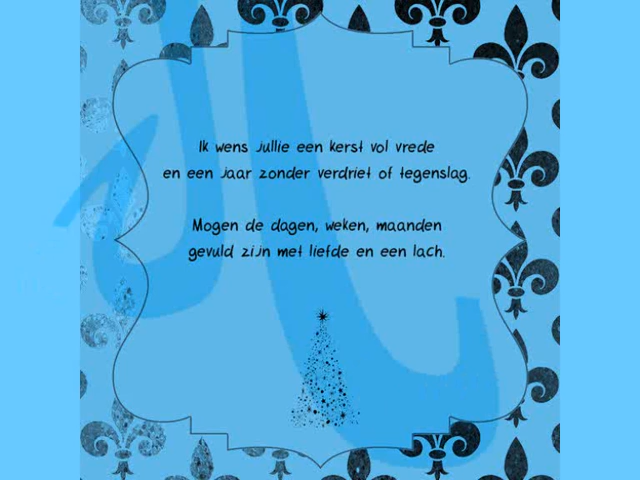 Ik wens jullie een kerst vol vrede
en een jaar zonder verdriet of tegenslag.
Mogen de dagen, weken, maanden
gevuld zijn met liefde en een lach.